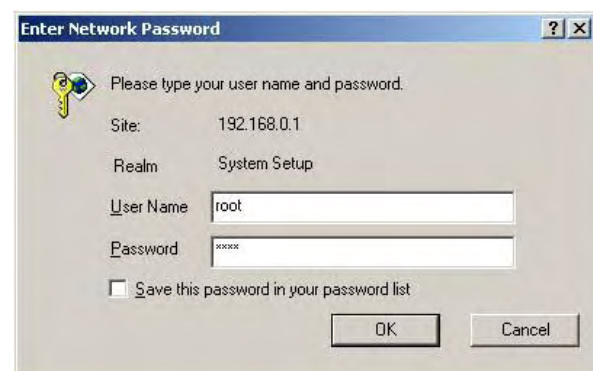 Enter Network Password
Please type your user name and password.
Site: 192.168.0.1
Realm System Setup
User Name root
Password ****
Save this password in your password list
OK Cancel